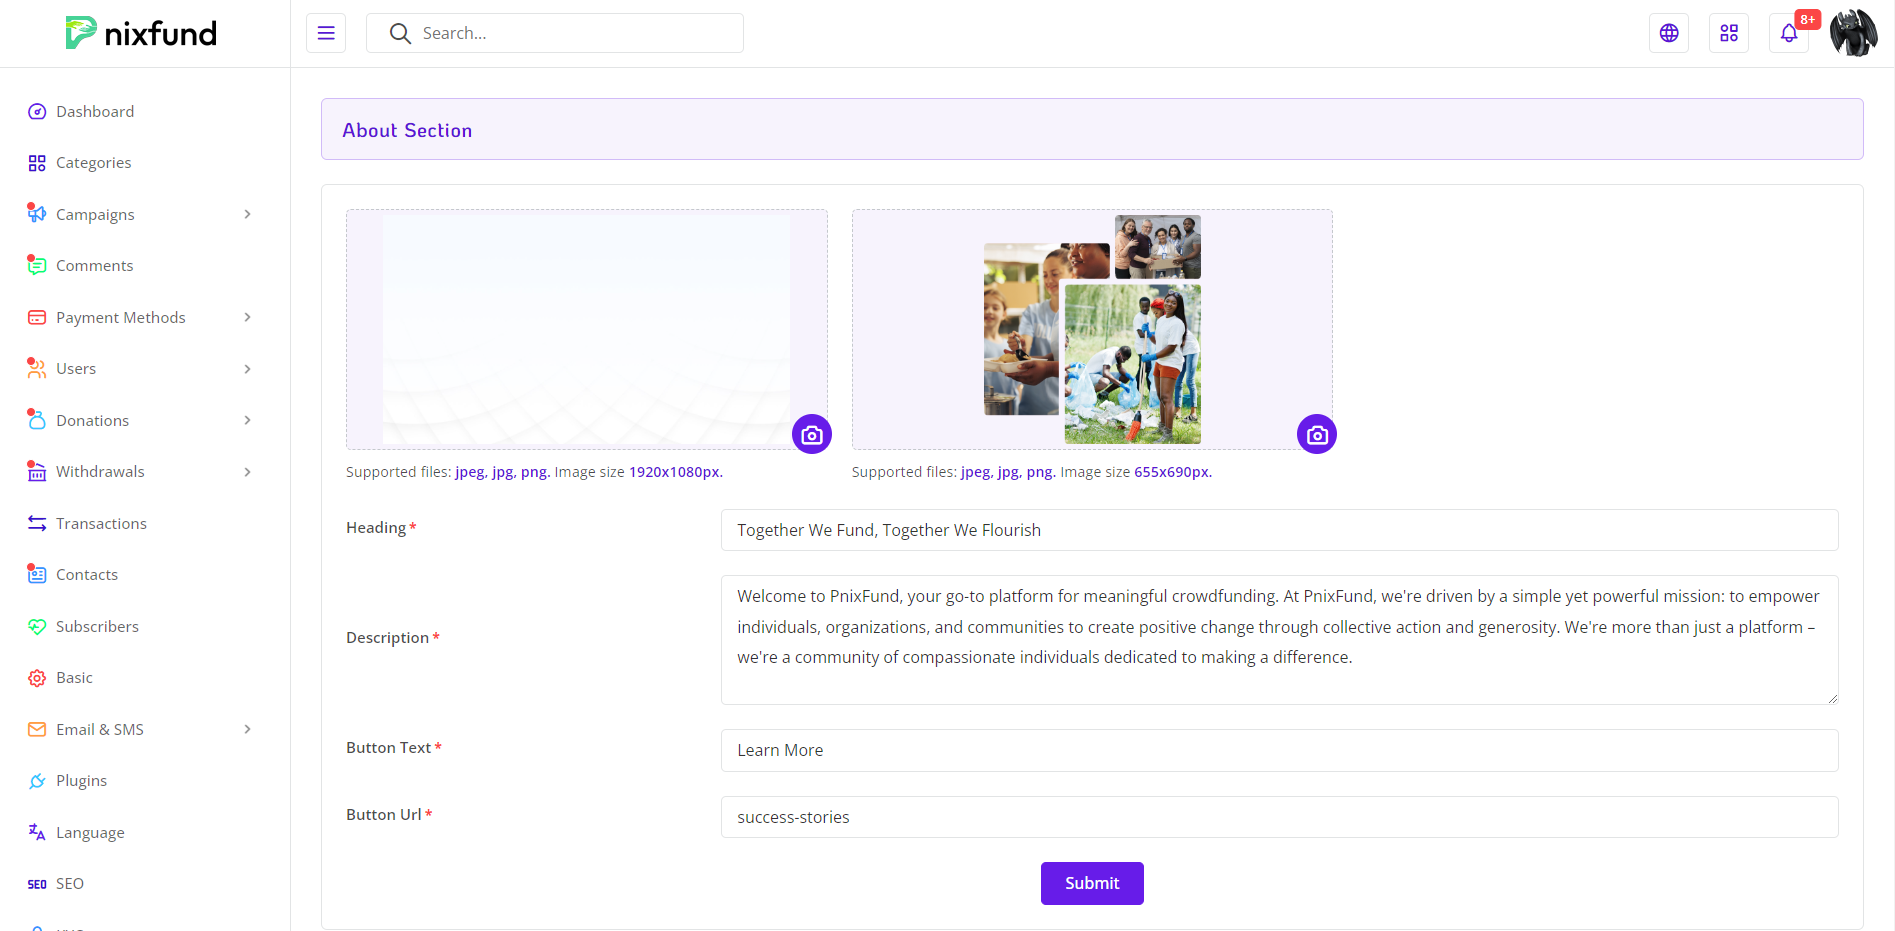 nixfund
Search...
8+
Dashboard
Categories
Campaigns
Comments
Payment Methods
Users
Donations
Withdrawals
Transactions
Contacts
Subscribers
Basic
Email & SMS
Plugins
Language
SEO SEO
About Section
Supported files: jpeg, jpg, png. Image size 1920x1080px.
Supported files: jpeg, jpg, png. Image size 655x690px.
Heading *
Together We Fund, Together We Flourish
Description *
Welcome to PnixFund, your go-to platform for meaningful crowdfunding. At PnixFund, we're driven by a simple yet powerful mission: to empower
individuals, organizations, and communities to create positive change through collective action and generosity. We're more than just a platform –
we're a community of compassionate individuals dedicated to making a difference.
Button Text *
Learn More
Button Url *
success-stories
Submit